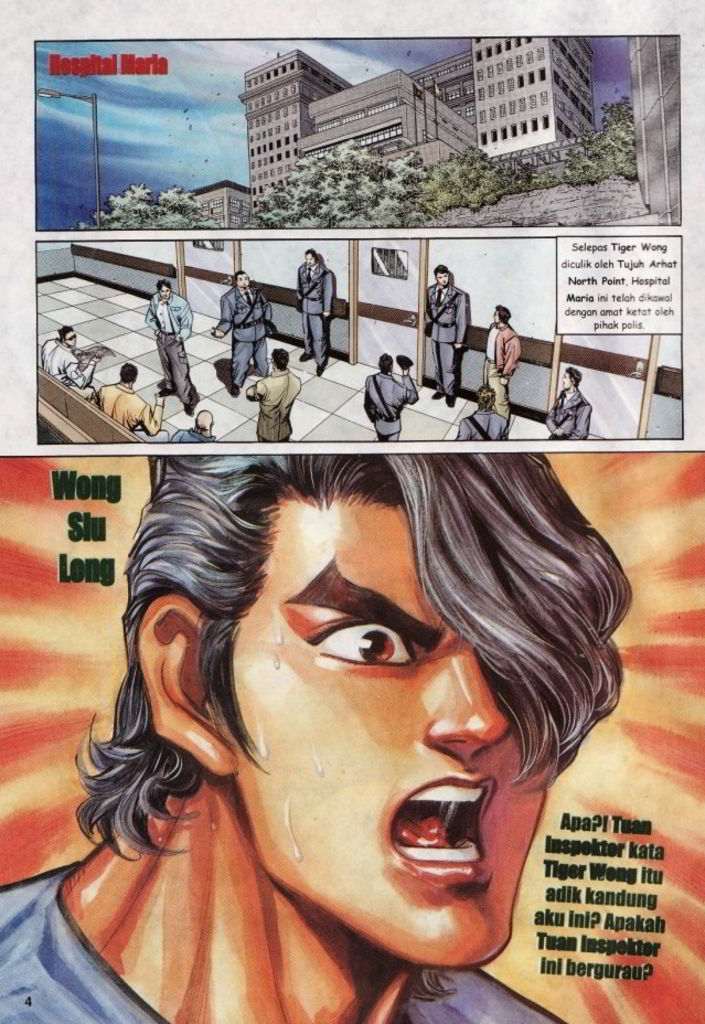 Hospital Maria
Selepas Tiger Wong
diculik oleh Tujuh Arhat
North Point, Hospital
Maria ini telah dikawal
dengan amat ketat oleh
pihak polis.
Wong
Siu
Long
Apa?! Tuan
Inspektor kata
Tiger Wong itu
adik kandung
aku ini? Apakah
Tuan Inspektor
ini bergurau?
4